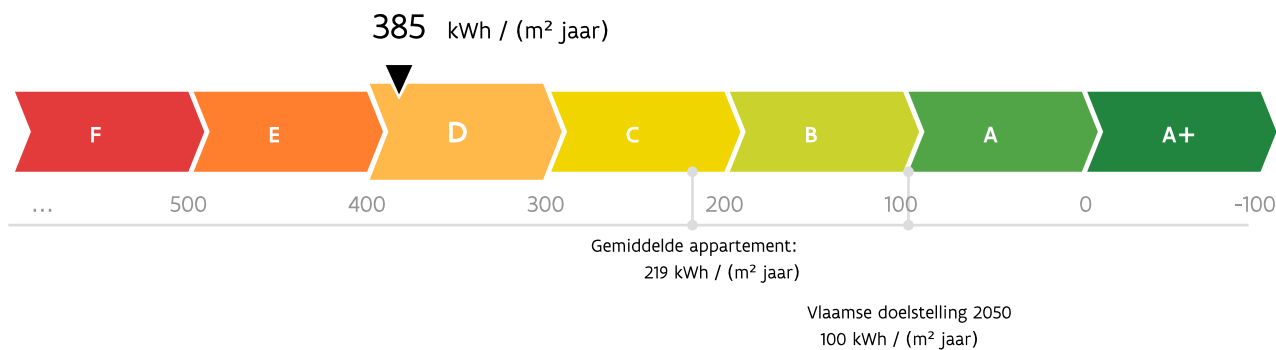 385 kWh / (m² jaar)
F E D C B A A+
... 500 400 300 200 100 0 -100
Gemiddelde appartement:
219 kWh / (m² jaar)
Vlaamse doelstelling 2050
100 kWh / (m² jaar)